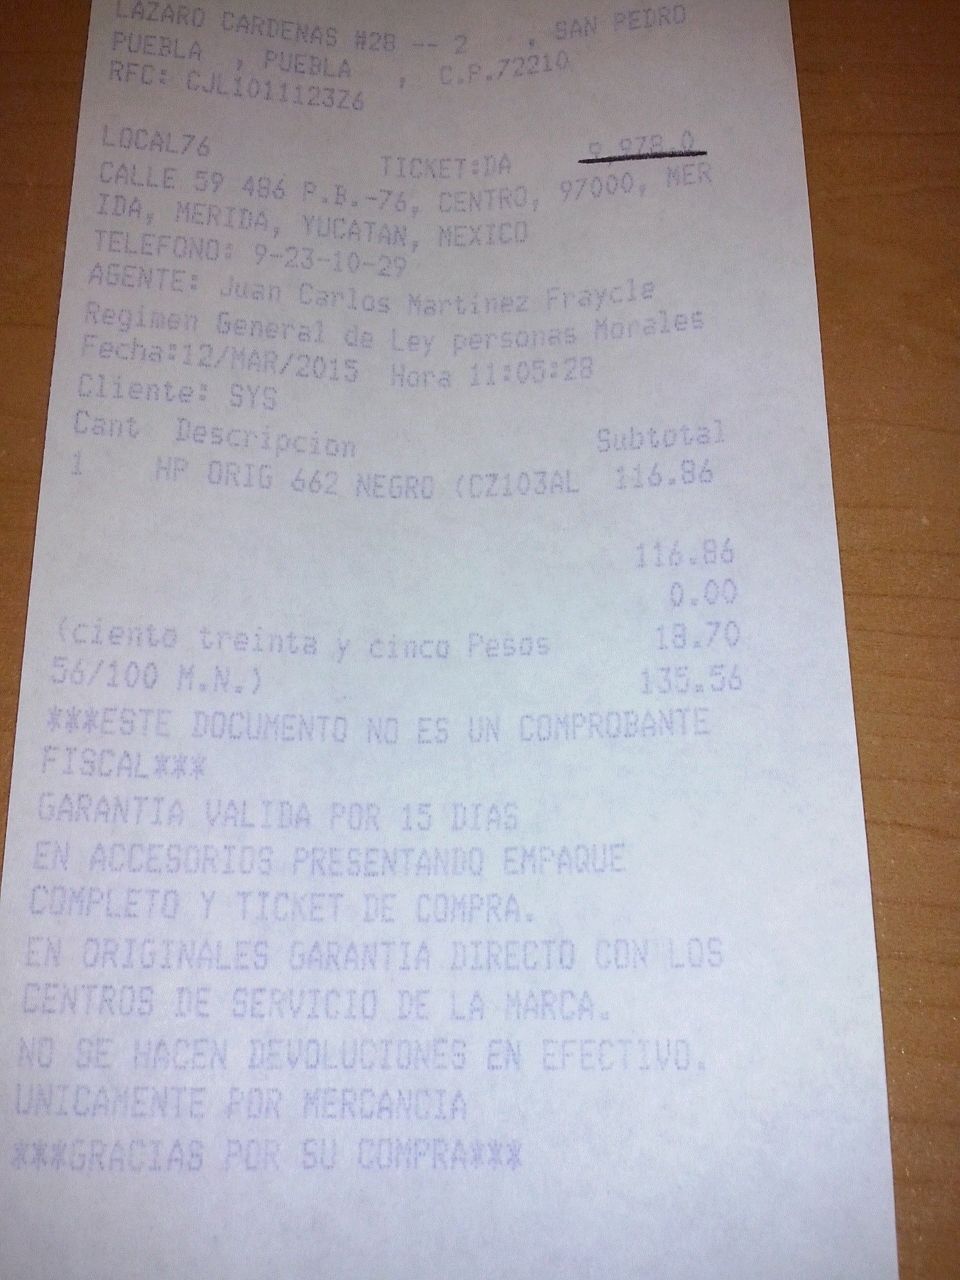 LAZARO CARDENAS #28 -- 2 , SAN PEDRO
PUEBLA , PUEBLA , C.P.72210
RFC: CJL1011123Z6
LOCAL76 TICKET:DA 9,978.0
CALLE 59 486 P.B.-76, CENTRO, 97000, MER
IDA, MERIDA, YUCATAN, MEXICO
TELEFONO: 9-23-10-29
AGENTE: Juan Carlos Martinez Fraycle
Regimen General de Ley personas Morales
Fecha:12/MAR/2015 Hora 11:05:28
Cliente: SYS
Cant Descripcion Subtotal
1 HP ORIG 662 NEGRO (CZ103AL 116.86
116.86
0.00
(ciento treinta y cinco Pesos 18.70
56/100 M.N.) 135.56
***ESTE DOCUMENTO NO ES UN COMPROBANTE
FISCAL***
GARANTIA VALIDA POR 15 DIAS
EN ACCESORIOS PRESENTANDO EMPAQUE
COMPLETO Y TICKET DE COMPRA.
EN ORIGINALES GARANTIA DIRECTO CON LOS
CENTROS DE SERVICIO DE LA MARCA.
NO SE HACEN DEVOLUCIONES EN EFECTIVO.
UNICAMENTE POR MERCANCIA
***GRACIAS POR SU COMPRA***